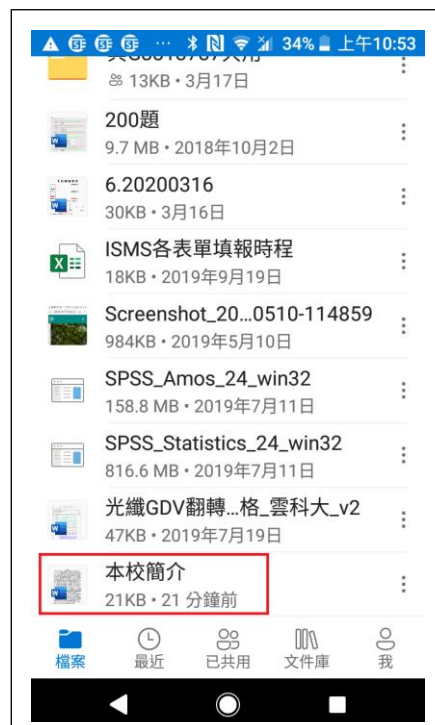 34% 上午10:53
13KB • 3月17日
200題
9.7 MB • 2018年10月2日
6.20200316
30KB • 3月16日
ISMS各表單填報時程
18KB • 2019年9月19日
Screenshot_20...0510-114859
984KB • 2019年5月10日
SPSS_Amos_24_win32
158.8 MB • 2019年7月11日
SPSS_Statistics_24_win32
816.6 MB • 2019年7月11日
光纖GDV翻轉...格_雲科大_v2
47KB • 2019年7月19日
本校簡介
21KB • 21 分鐘前
檔案 最近 已共用 文件庫 我